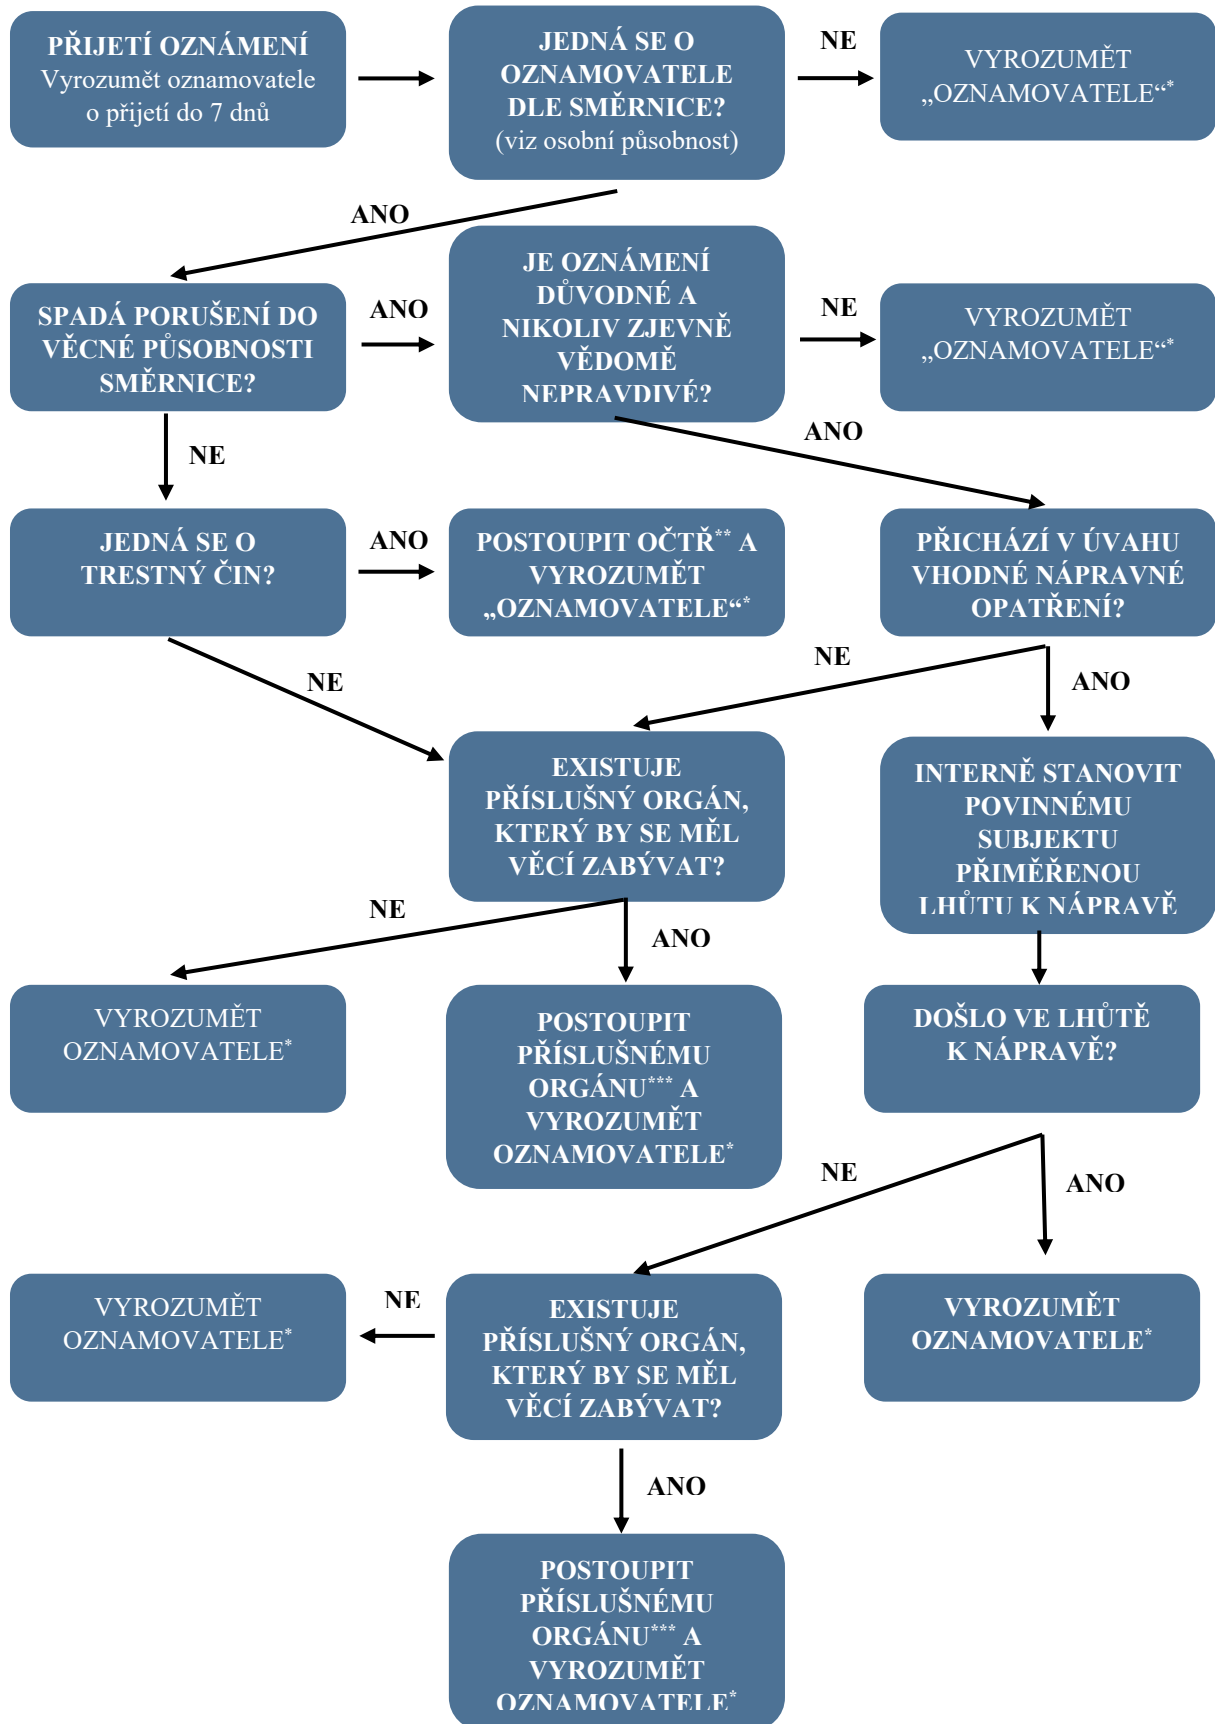 PŘIJETÍ OZNÁMENÍ
Vyrozumět oznamovatele
o přijetí do 7 dnů
JEDNÁ SE O
OZNAMOVATELE
DLE SMĚRNICE?
(viz osobní působnost)
NE
VYROZUMĚT
„OZNAMOVATELE“*
ANO
SPADÁ PORUŠENÍ DO
VĚCNÉ PŮSOBNOSTI
SMĚRNICE?
ANO
JE OZNÁMENÍ
DŮVODNÉ A
NIKOLIV ZJEVNĚ
VĚDOMĚ
NEPRAVDIVÉ?
NE
VYROZUMĚT
„OZNAMOVATELE“*
NE
ANO
JEDNÁ SE O
TRESTNÝ ČIN?
ANO
POSTOUPIT OČTŘ** A
VYROZUMĚT
„OZNAMOVATELE“*
PŘICHÁZÍ V ÚVAHU
VHODNÉ NÁPRAVNÉ
OPATŘENÍ?
NE
NE
ANO
EXISTUJE
PŘÍSLUŠNÝ ORGÁN,
KTERÝ BY SE MĚL
VĚCÍ ZABÝVAT?
INTERNĚ STANOVIT
POVINNÉMU
SUBJEKTU
PŘIMĚŘENOU
LHŮTU K NÁPRAVĚ
NE
ANO
VYROZUMĚT
OZNAMOVATELE*
POSTOUPIT
PŘÍSLUŠNÉMU
ORGÁNU*** A
VYROZUMĚT
OZNAMOVATELE*
DOŠLO VE LHŮTĚ
K NÁPRAVĚ?
NE
ANO
VYROZUMĚT
OZNAMOVATELE*
NE
EXISTUJE
PŘÍSLUŠNÝ ORGÁN,
KTERÝ BY SE MĚL
VĚCÍ ZABÝVAT?
VYROZUMĚT
OZNAMOVATELE*
ANO
POSTOUPIT
PŘÍSLUŠNÉMU
ORGÁNU*** A
VYROZUMĚT
OZNAMOVATELE*